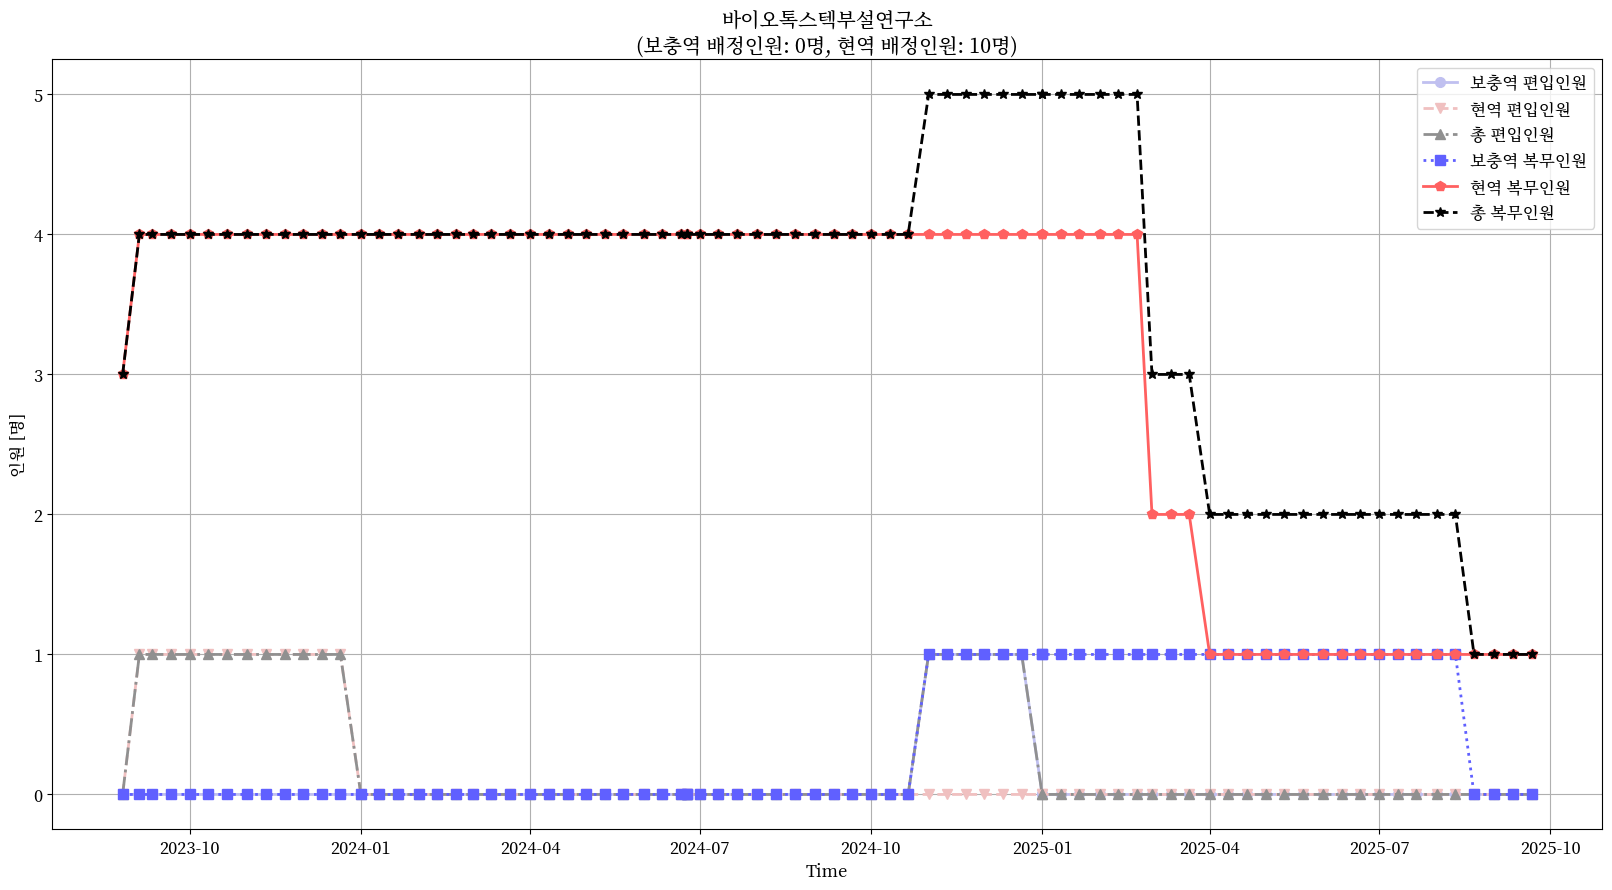 바이오톡스텍부설연구소
(보충역 배정인원: 0명, 현역 배정인원: 10명)
보충역 편입인원
현역 편입인원
총 편입인원
보충역 복무인원
현역 복무인원
총 복무인원
인원 [명]
5
4
3
2
1
0
2023-10
2024-01
2024-04
2024-07
2024-10
2025-01
2025-04
2025-07
2025-10
Time